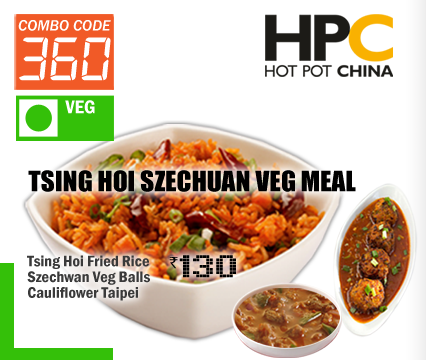 COMBO CODE
360
VEG
HPC
HOT POT CHINA
TSING HOI SZECHUAN VEG MEAL
Tsing Hoi Fried Rice
Szechwan Veg Balls
Cauliflower Taipei
₹130